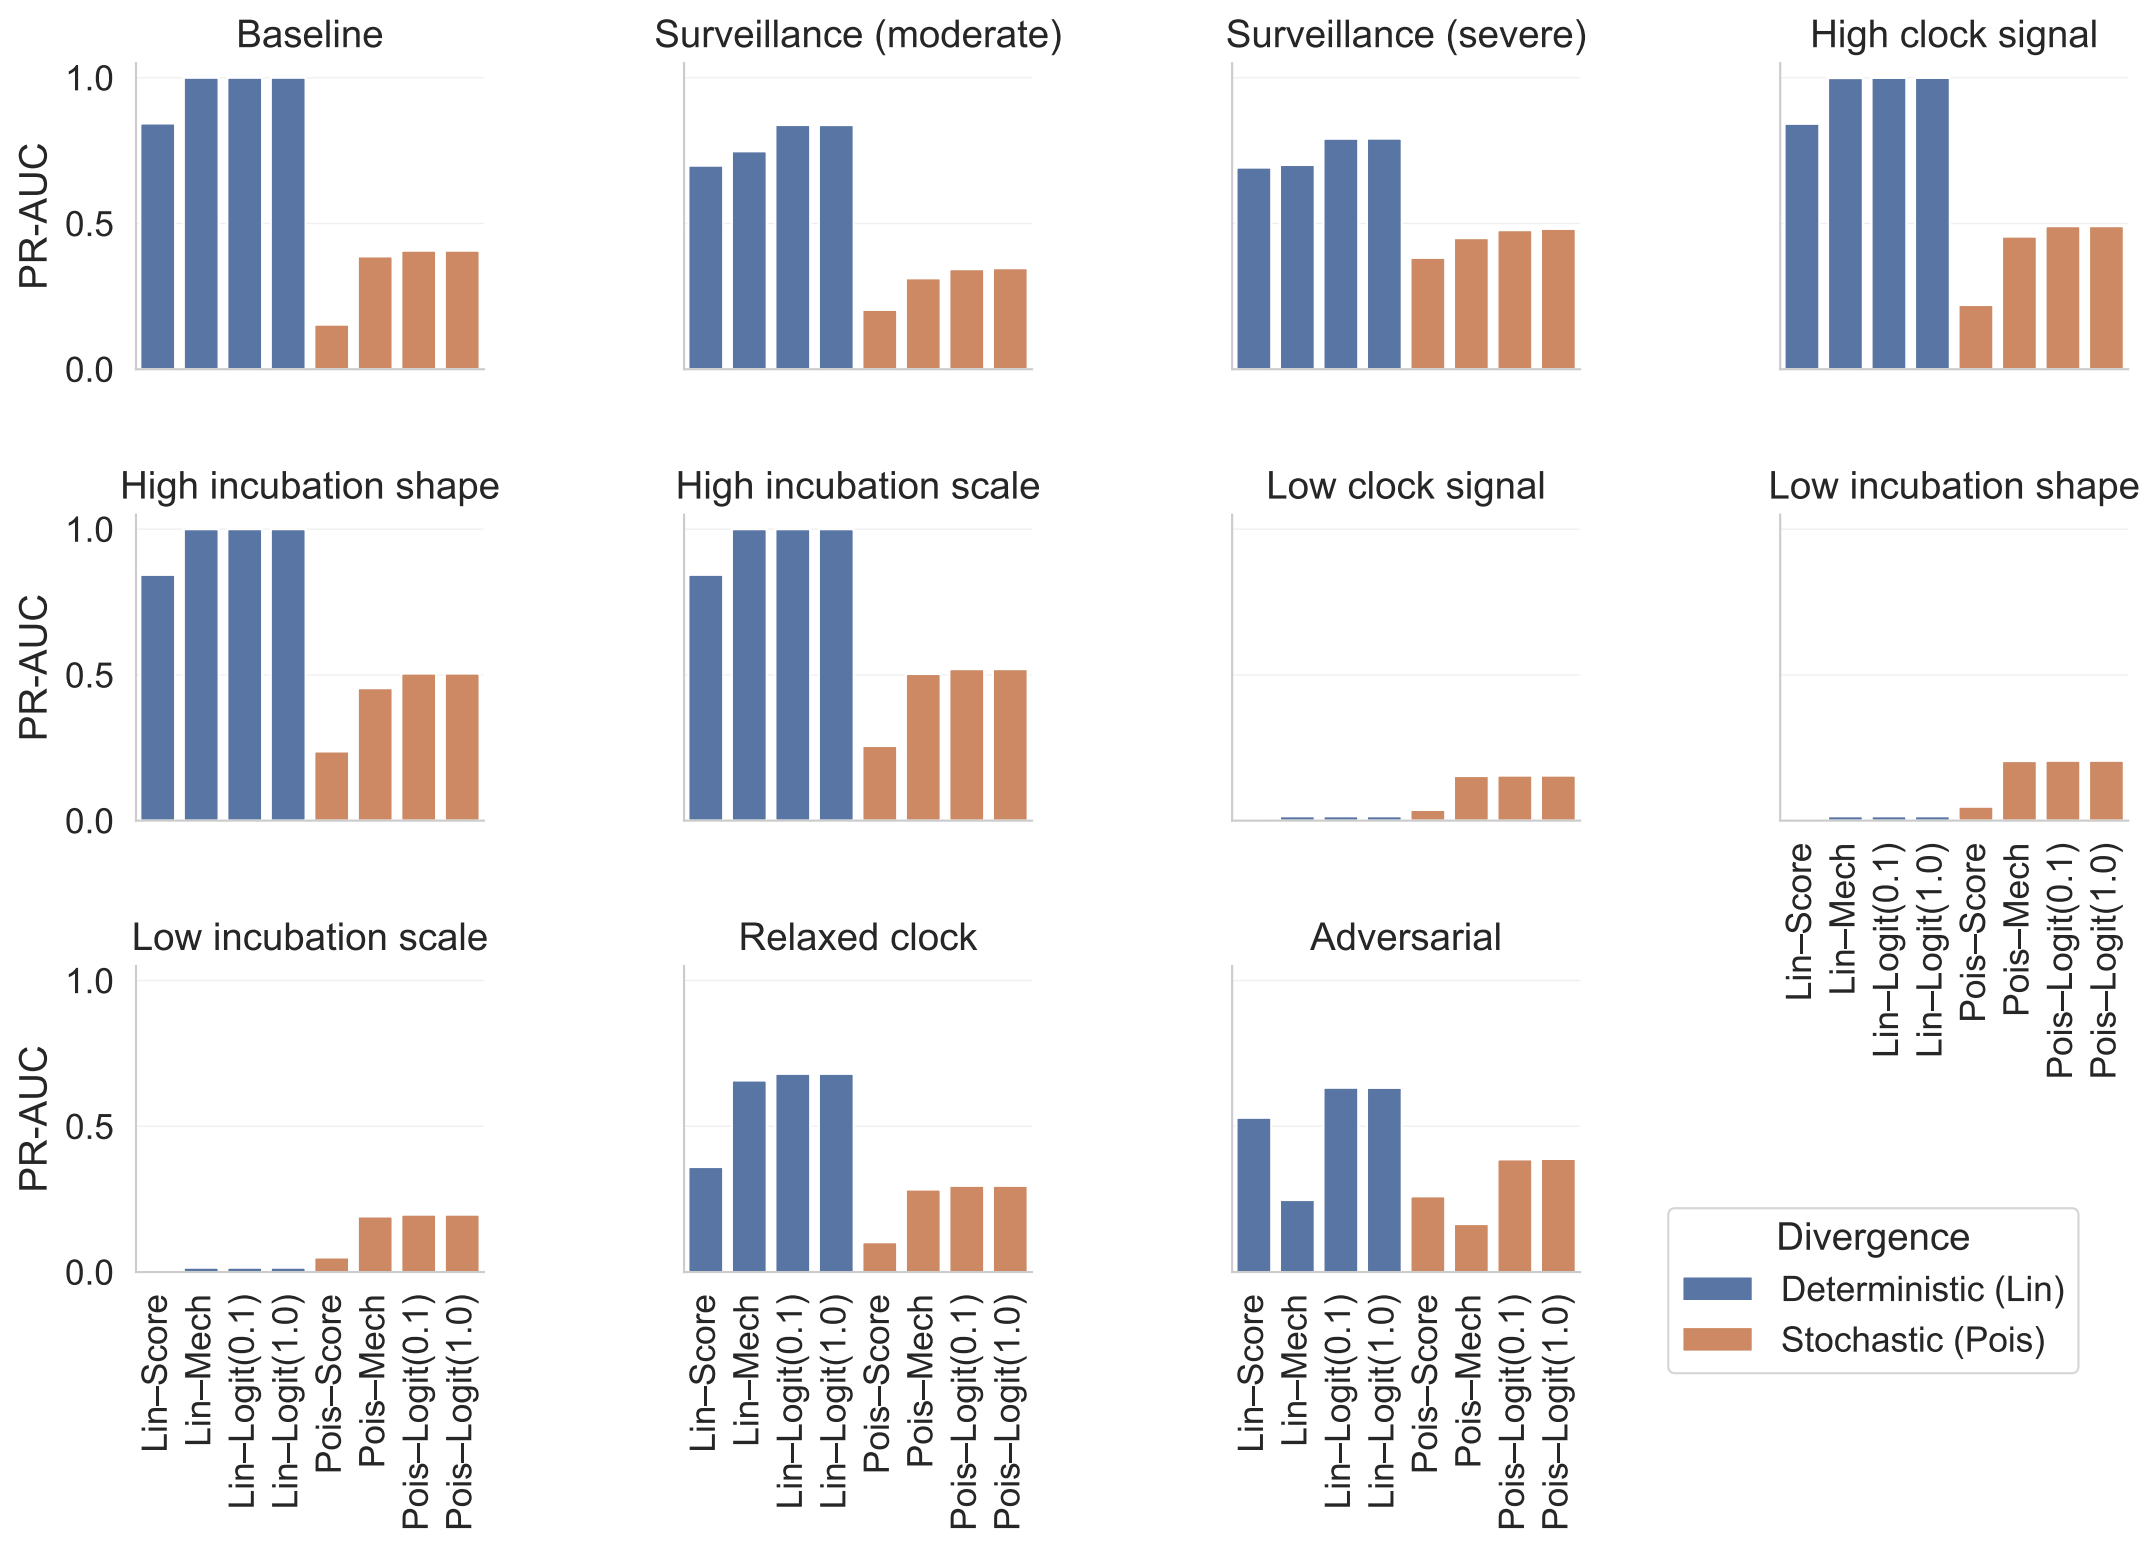 Baseline
Surveillance (moderate)
Surveillance (severe)
High clock signal
PR-AUC
1.0
0.5
0.0
High incubation shape
High incubation scale
Low clock signal
Low incubation shape
PR-AUC
1.0
0.5
0.0
Lin–Score
Lin–Mech
Lin–Logit(0.1)
Lin–Logit(1.0)
Pois–Score
Pois–Mech
Pois–Logit(0.1)
Pois–Logit(1.0)
Low incubation scale
Relaxed clock
Adversarial
PR-AUC
1.0
0.5
0.0
Lin–Score
Lin–Mech
Lin–Logit(0.1)
Lin–Logit(1.0)
Pois–Score
Pois–Mech
Pois–Logit(0.1)
Pois–Logit(1.0)
Lin–Score
Lin–Mech
Lin–Logit(0.1)
Lin–Logit(1.0)
Pois–Score
Pois–Mech
Pois–Logit(0.1)
Pois–Logit(1.0)
Lin–Score
Lin–Mech
Lin–Logit(0.1)
Lin–Logit(1.0)
Pois–Score
Pois–Mech
Pois–Logit(0.1)
Pois–Logit(1.0)
Divergence
Deterministic (Lin)
Stochastic (Pois)